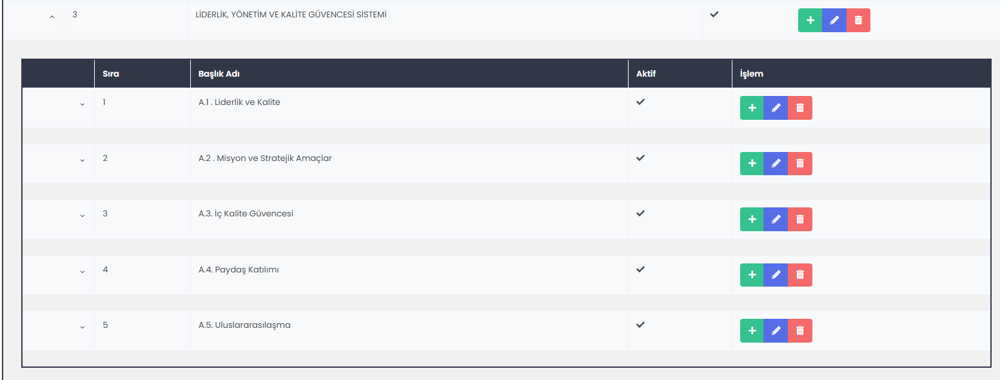 3 LİDERLİK, YÖNETİM VE KALİTE GÜVENCESİ SİSTEMİ
Sıra Başlık Adı Aktif İşlem
1 A.1 . Liderlik ve Kalite
2 A.2 . Misyon ve Stratejik Amaçlar
3 A.3. İç Kalite Güvencesi
4 A.4. Paydaş Katılımı
5 A.5. Uluslararasılaşma